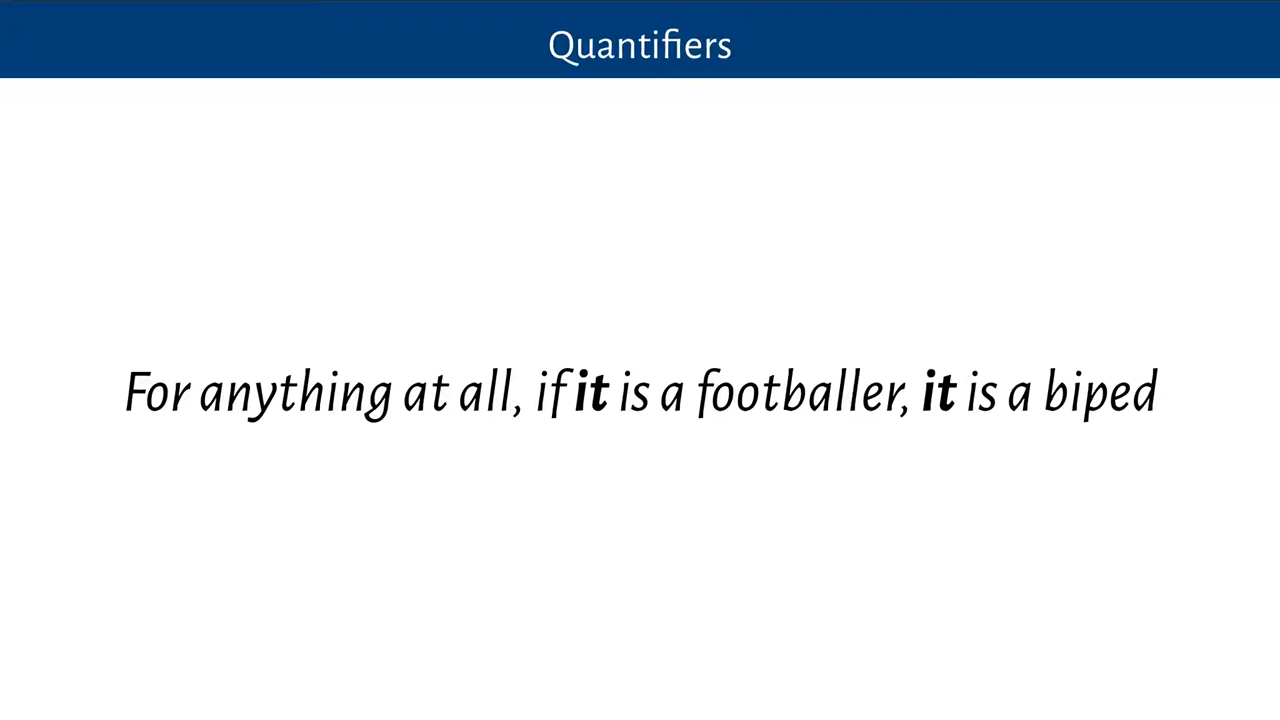 Quantifiers
For anything at all, if it is a footballer, it is a biped